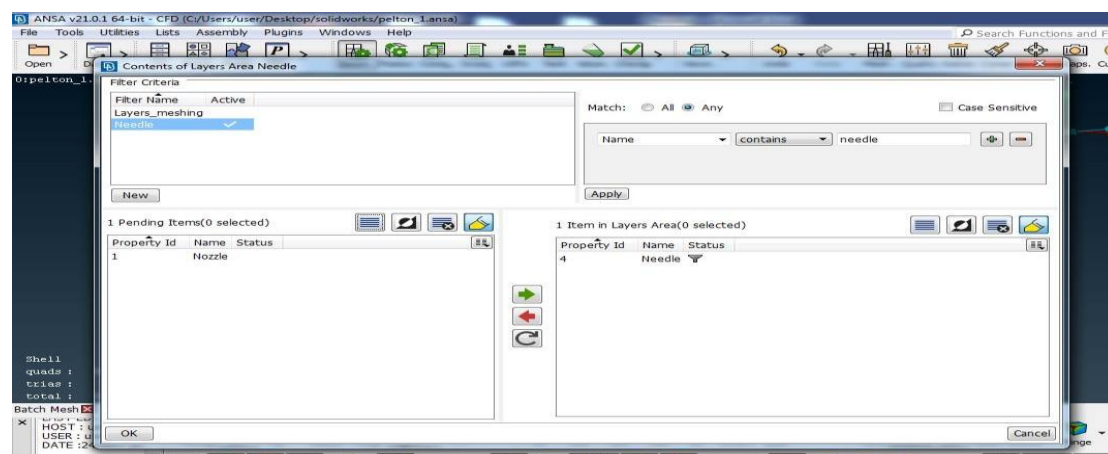 ANSA v21.0.1 64-bit - CFD (C:/Users/user/Desktop/solidworks/pelton_1.ansa)
File Tools Utilities Lists Assembly Plugins Windows Help
Search Functions and F
Open
Contents of Layers Area Needle
0:pelton_1.
Filter Criteria
Filter Name Active
Layers_meshing
Needle
Match: All Any
Case Sensitive
Name contains needle
New
Apply
1 Pending Items(0 selected)
1 Item in Layers Area(0 selected)
Property Id Name Status
1 Nozzle
Property Id Name Status
4 Needle
Shell
quads :
trias :
total :
Batch Mesh
HOST : u
USER : u
DATE :24
OK
Cancel
nge